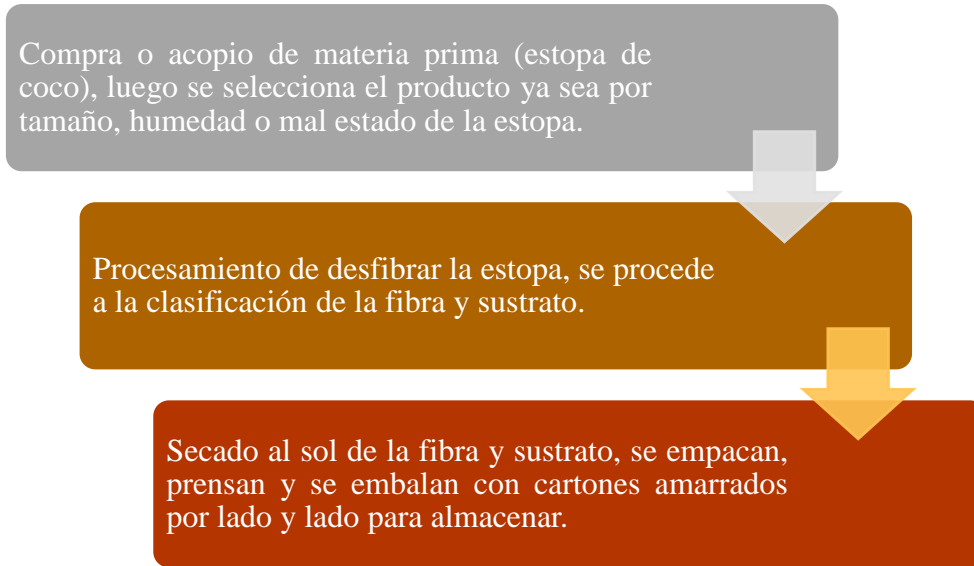 Compra o acopio de materia prima (estopa de
coco), luego se selecciona el producto ya sea por
tamaño, humedad o mal estado de la estopa.
Procesamiento de desfibrar la estopa, se procede
a la clasificación de la fibra y sustrato.
Secado al sol de la fibra y sustrato, se empacan,
prensan y se embalan con cartones amarrados
por lado y lado para almacenar.